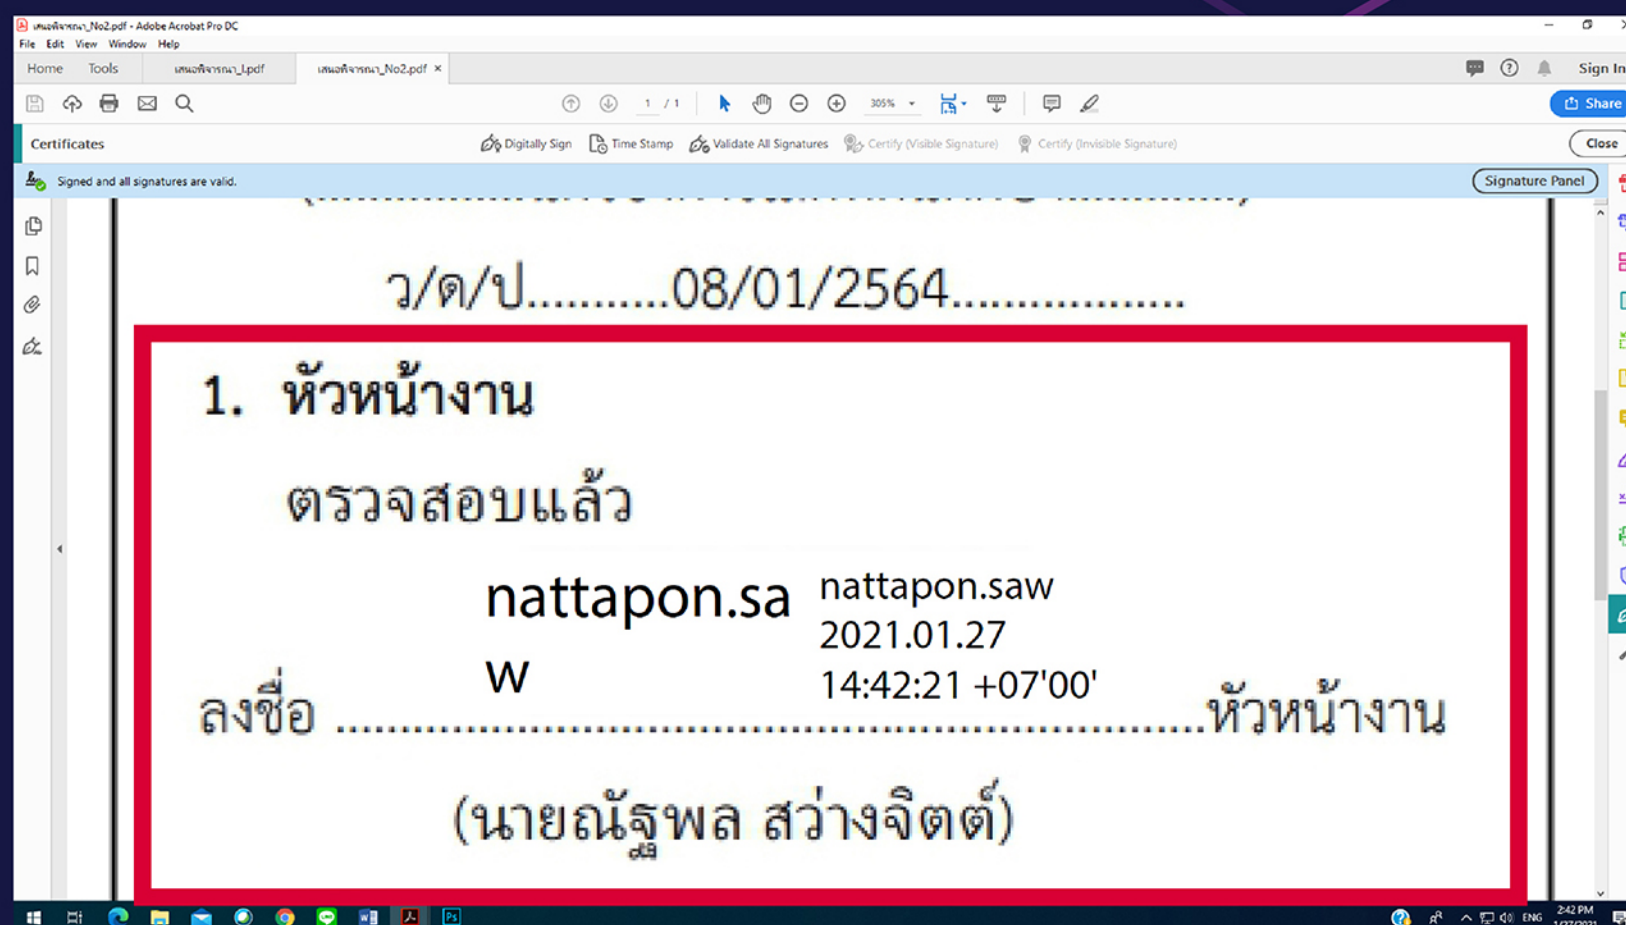 เสนอพิจารณา_No2.pdf - Adobe Acrobat Pro DC
File Edit View Window Help
Home Tools เสนอพิจารณา_I.pdf เสนอพิจารณา_No2.pdf ×
1 / 1 305% Sign In
Share
Certificates Digitally Sign Time Stamp Validate All Signatures Certify (Visible Signature) Certify (Invisible Signature) Close
Signed and all signatures are valid. Signature Panel
ว/ด/ป...........08/01/2564..................
1. หัวหน้างาน
ตรวจสอบแล้ว
nattapon.sa
w
nattapon.saw
2021.01.27
14:42:21 +07'00'
ลงชื่อ ...................................................................หัวหน้างาน
(นายณัฐพล สว่างจิตต์)
ENG 2:42 PM
1/27/2021